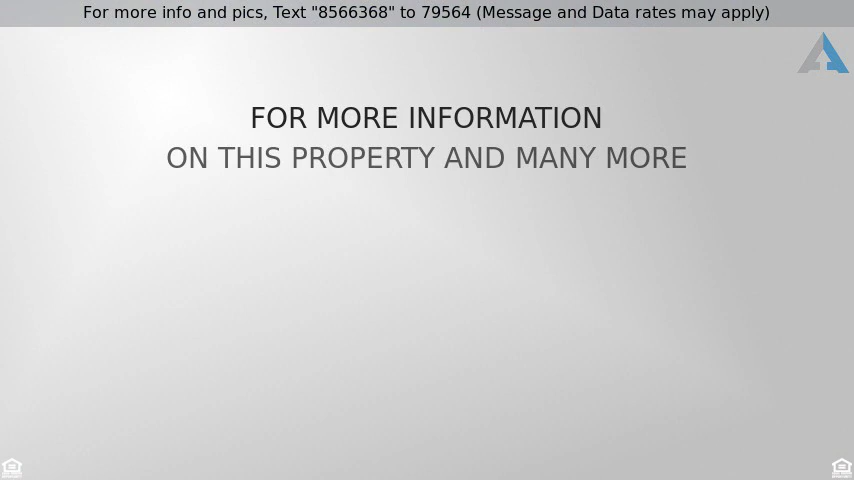 For more info and pics, Text "8566368" to 79564 (Message and Data rates may apply)
FOR MORE INFORMATION
ON THIS PROPERTY AND MANY MORE